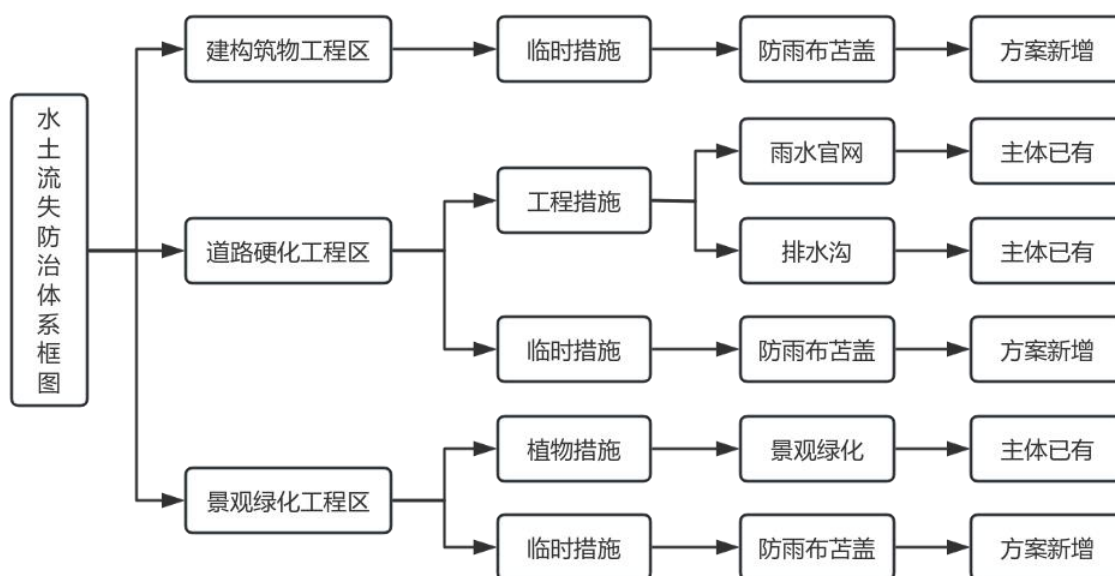 水土流失防治体系框图
建构筑物工程区
临时措施
防雨布苫盖
方案新增
道路硬化工程区
工程措施
雨水官网
主体已有
排水沟
主体已有
临时措施
防雨布苫盖
方案新增
景观绿化工程区
植物措施
景观绿化
主体已有
临时措施
防雨布苫盖
方案新增